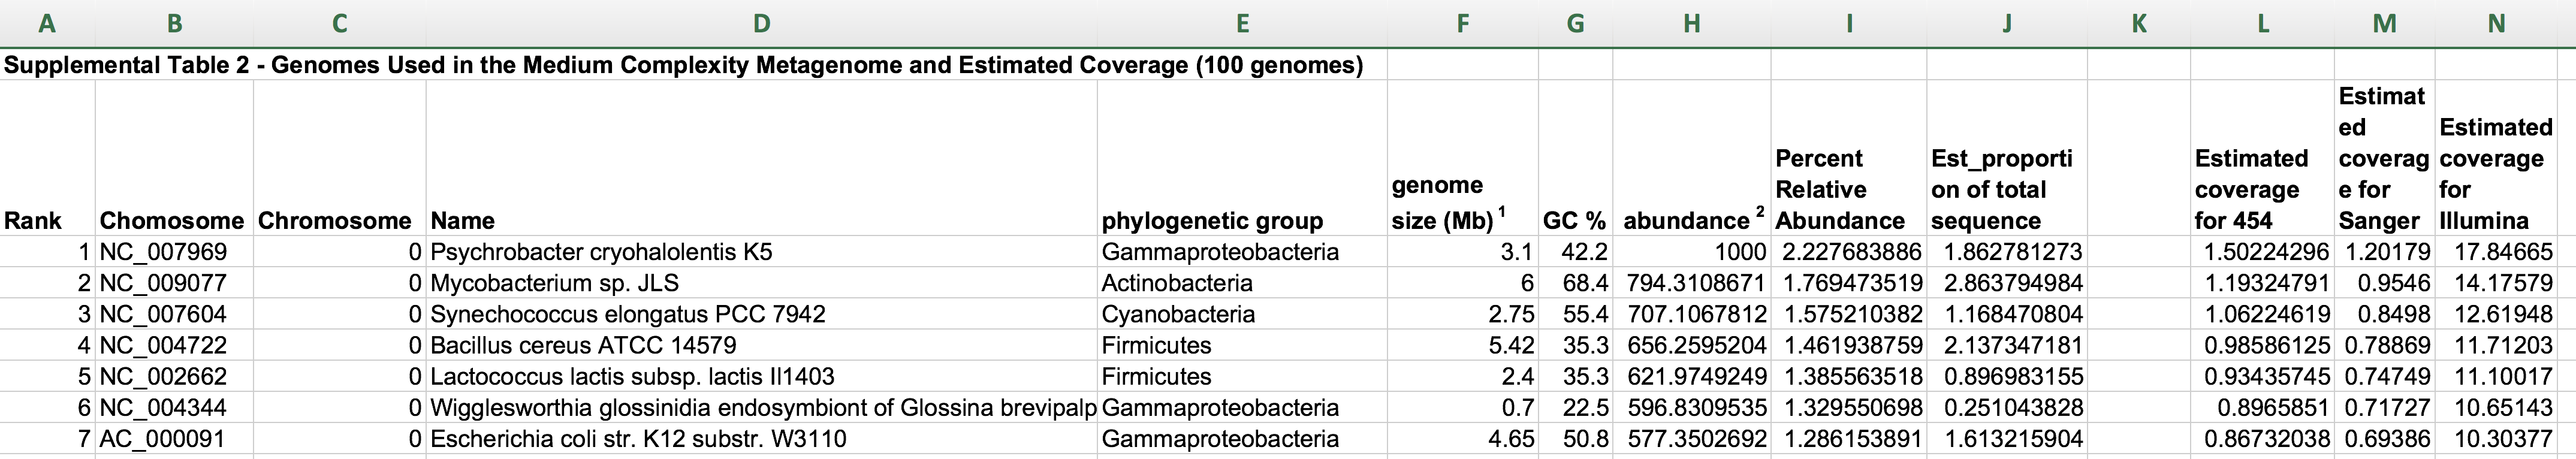 A B C D E F G H I J K L M N
Supplemental Table 2 - Genomes Used in the Medium Complexity Metagenome and Estimated Coverage (100 genomes)
Rank Chomosome Chromosome Name phylogenetic group genome size (Mb) 1 GC % abundance 2 Percent Relative Abundance Est_proportion of total sequence Estimated coverage for 454 Estimated coverage for Sanger Estimated coverage for Illumina
1 NC_007969 0 Psychrobacter cryohalolentis K5 Gammaproteobacteria 3.1 42.2 1000 2.227683886 1.862781273 1.50224296 1.20179 17.84665
2 NC_009077 0 Mycobacterium sp. JLS Actinobacteria 6 68.4 794.3108671 1.769473519 2.863794984 1.19324791 0.9546 14.17579
3 NC_007604 0 Synechococcus elongatus PCC 7942 Cyanobacteria 2.75 55.4 707.1067812 1.575210382 1.168470804 1.06224619 0.8498 12.61948
4 NC_004722 0 Bacillus cereus ATCC 14579 Firmicutes 5.42 35.3 656.2595204 1.461938759 2.137347181 0.98586125 0.78869 11.71203
5 NC_002662 0 Lactococcus lactis subsp. lactis Il1403 Firmicutes 2.4 35.3 621.9749249 1.385563518 0.896983155 0.93435745 0.74749 11.10017
6 NC_004344 0 Wigglesworthia glossinidia endosymbiont of Glossina brevipalp Gammaproteobacteria 0.7 22.5 596.8309535 1.329550698 0.251043828 0.8965851 0.71727 10.65143
7 AC_000091 0 Escherichia coli str. K12 substr. W3110 Gammaproteobacteria 4.65 50.8 577.3502692 1.286153891 1.613215904 0.86732038 0.69386 10.30377